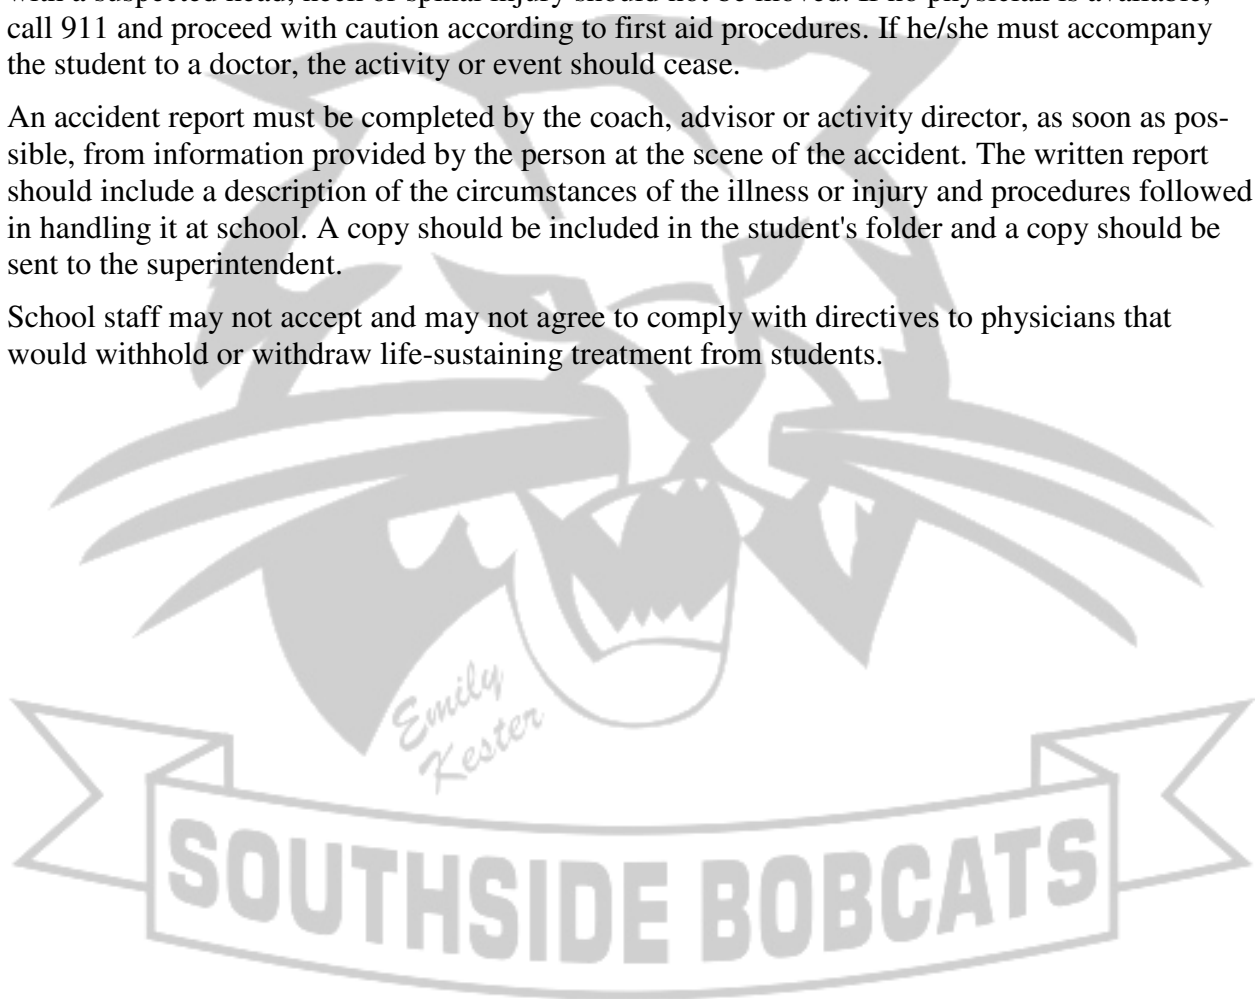 with a suspected head, neck or spinal injury should not be moved. If no physician is available,
call 911 and proceed with caution according to first aid procedures. If he/she must accompany
the student to a doctor, the activity or event should cease.
An accident report must be completed by the coach, advisor or activity director, as soon as pos-
sible, from information provided by the person at the scene of the accident. The written report
should include a description of the circumstances of the illness or injury and procedures followed
in handling it at school. A copy should be included in the student's folder and a copy should be
sent to the superintendent.
School staff may not accept and may not agree to comply with directives to physicians that
would withhold or withdraw life-sustaining treatment from students.
Emily
Kester
SOUTHSIDE BOBCATS